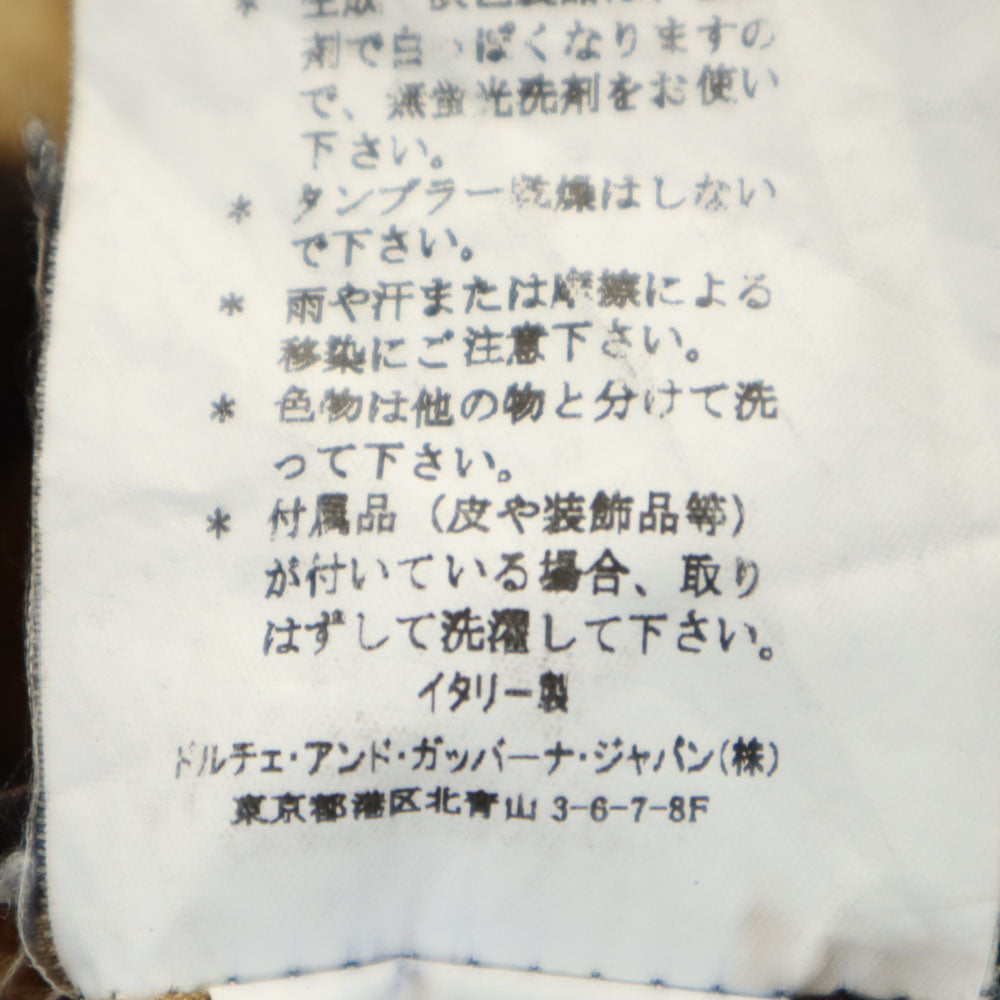 剤で白っぽくなりますの
で、無蛍光洗剤をお使い
下さい。
* タンブラー乾燥はしない
で下さい。
* 雨や汗または摩擦による
移染にご注意下さい。
* 色物は他の物と分けて洗
って下さい。
* 付属品（皮や装飾品等）
が付いている場合、取り
はずして洗濯して下さい。
イタリー製
ドルチェ・アンド・ガッバーナ・ジャパン(株)
東京都港区北青山 3-6-7-8F